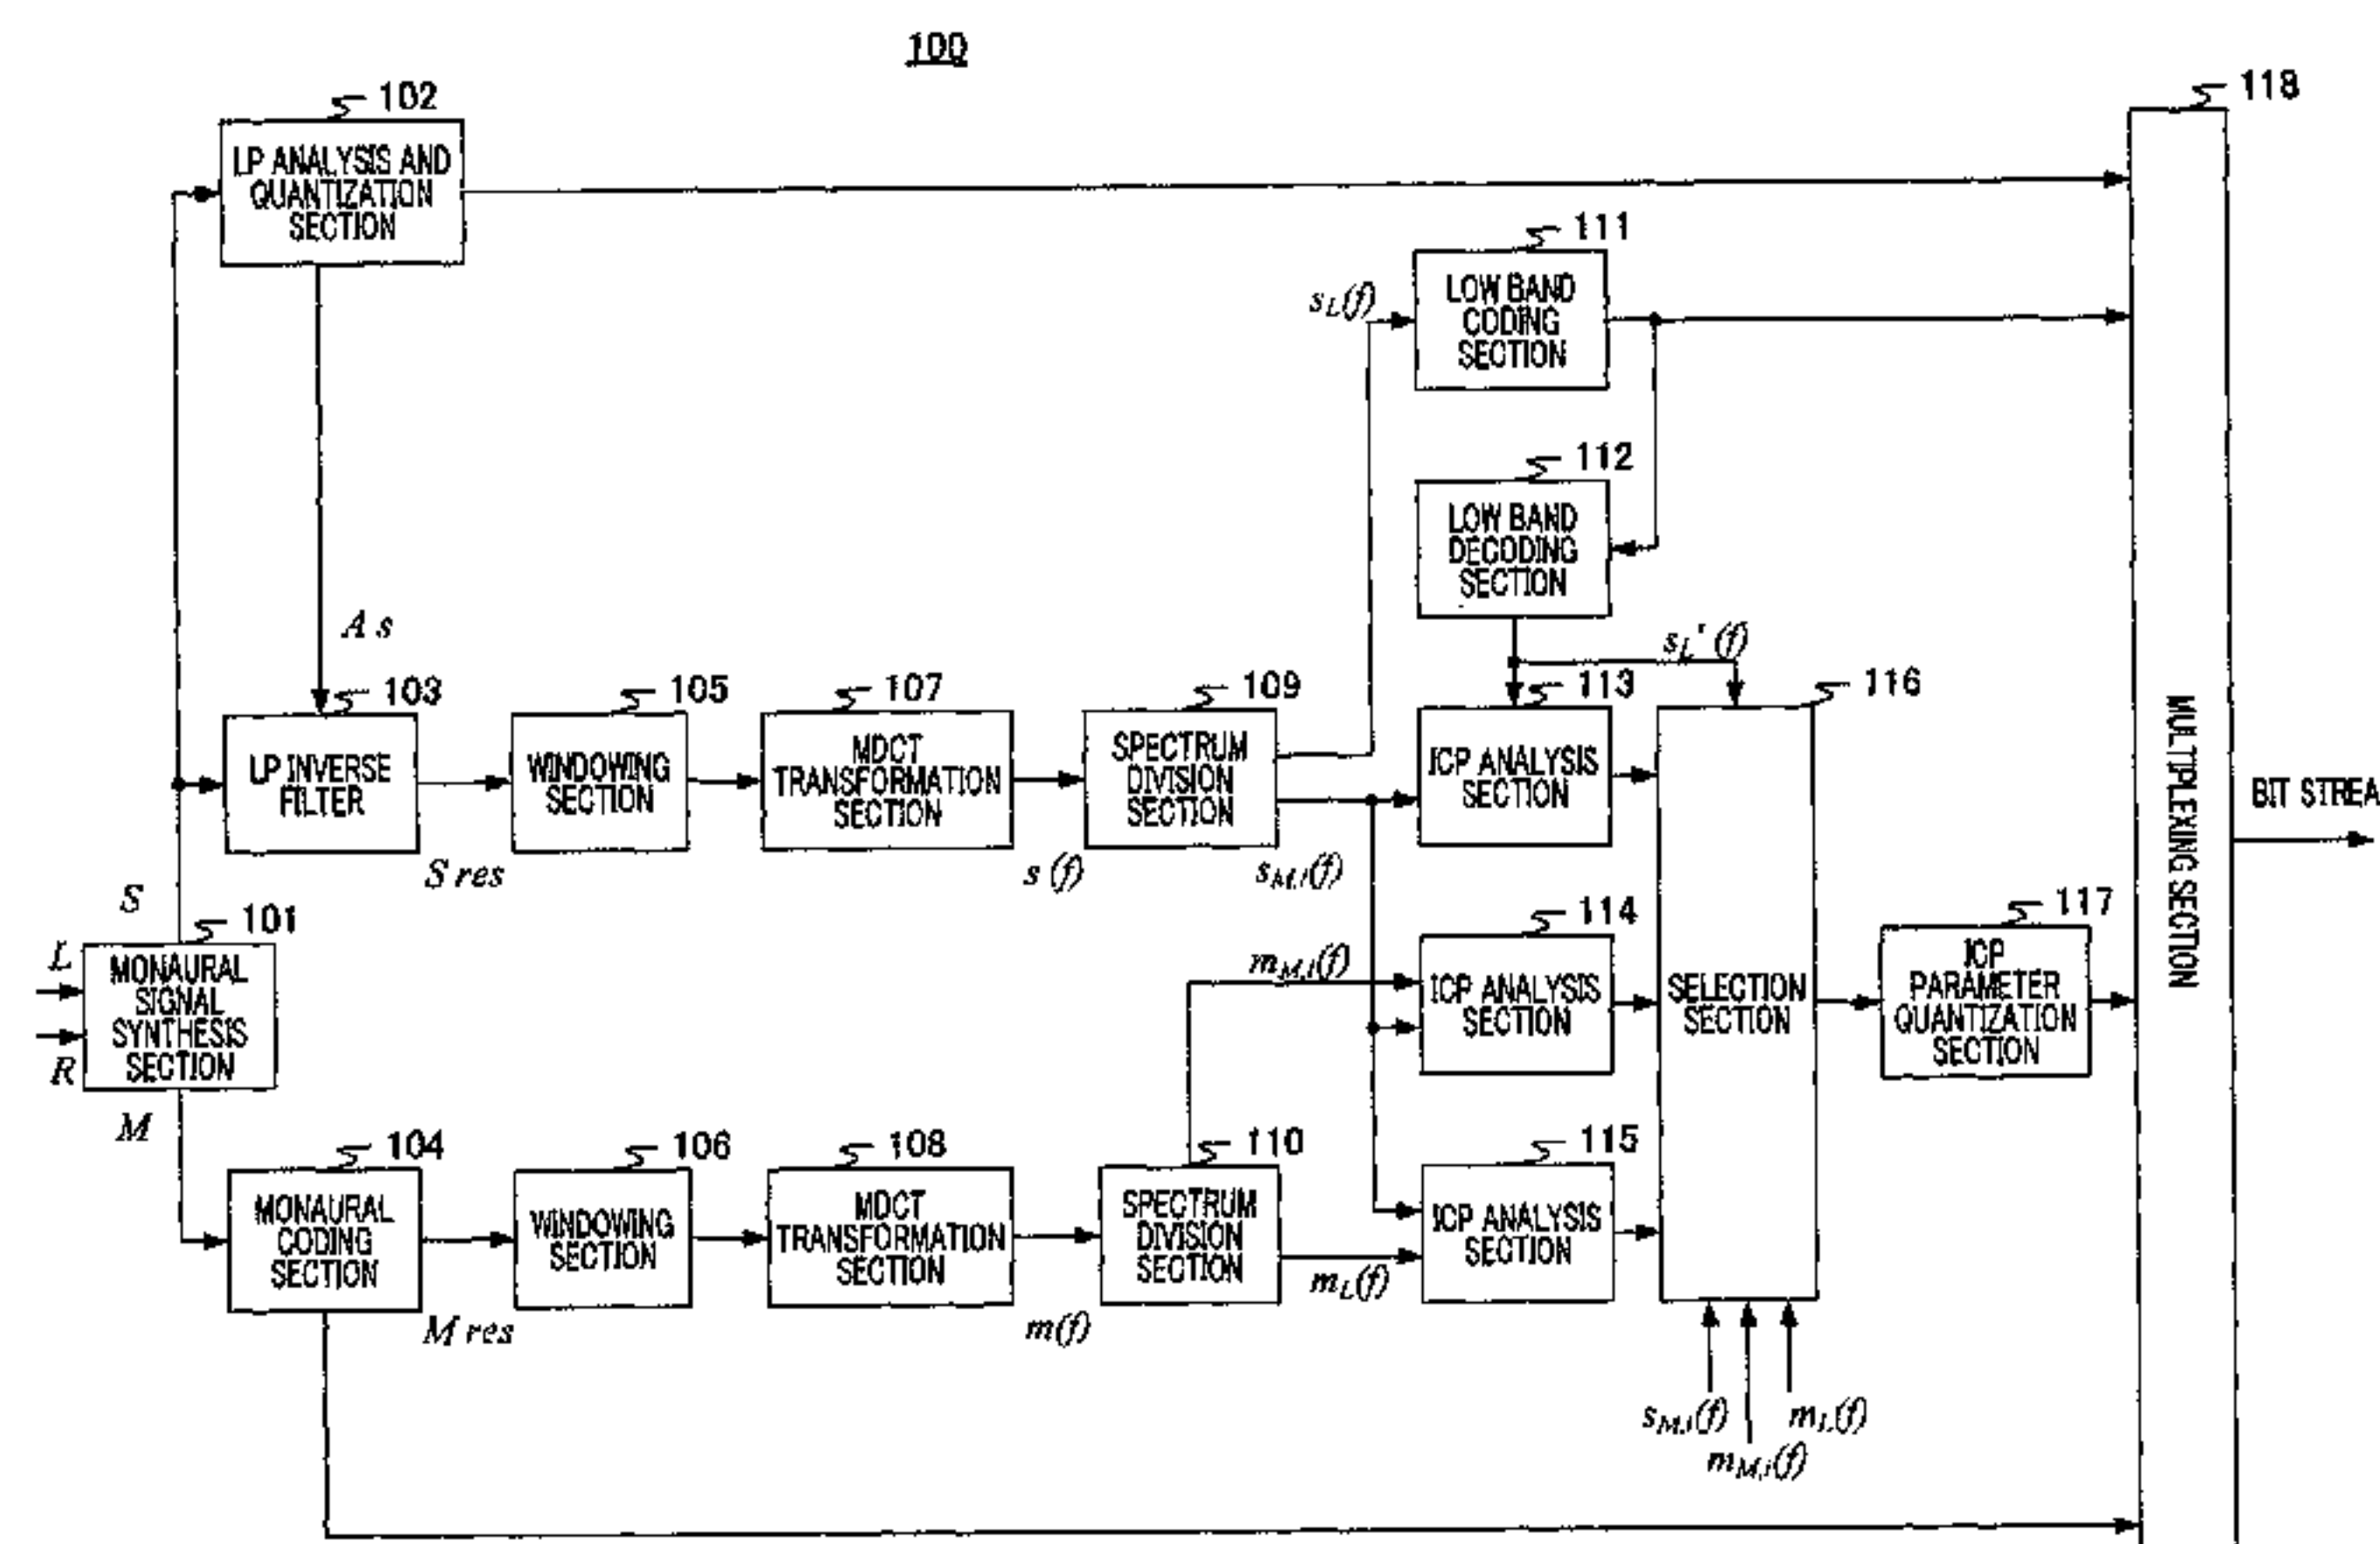 100
102
LP ANALYSIS AND
QUANTIZATION
SECTION
118
111
LOW BAND
CODING
SECTION
sL(f)
112
LOW BAND
DECODING
SECTION
A s
sL'(f)
103
LP INVERSE
FILTER
105
WINDOWING
SECTION
107
MDCT
TRANSFORMATION
SECTION
109
SPECTRUM
DIVISION
SECTION
113
ICP ANALYSIS
SECTION
116
SELECTION
SECTION
MULTIPLEXING SECTION
BIT STREA
S res
s (f)
sM,i(f)
S
101
MONAURAL
SIGNAL
SYNTHESIS
SECTION
L
R
M
mM,i(f)
114
ICP ANALYSIS
SECTION
117
ICP
PARAMETER
QUANTIZATION
SECTION
104
MONAURAL
CODING
SECTION
106
WINDOWING
SECTION
108
MDCT
TRANSFORMATION
SECTION
110
SPECTRUM
DIVISION
SECTION
115
ICP ANALYSIS
SECTION
M res
m(f)
mL(f)
sM,i(f)
mL(f)
mM,i(f)